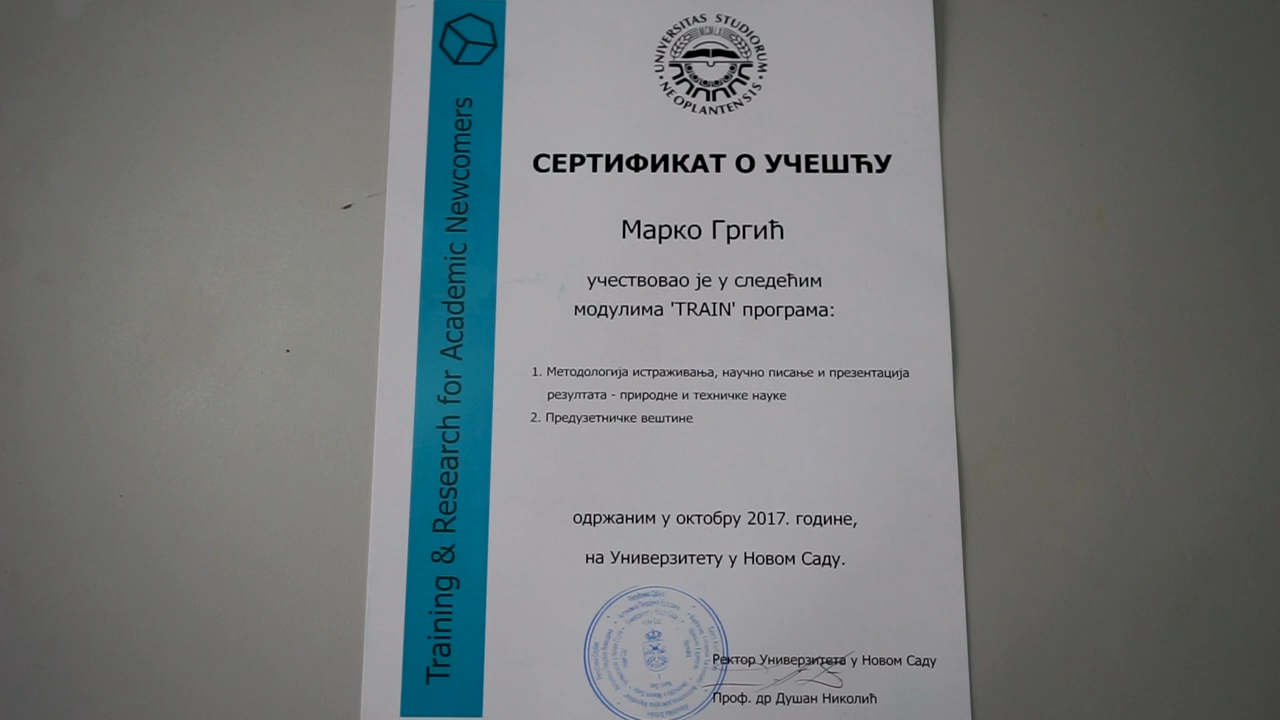 Training & Research for Academic Newcomers
UNIVERSITAS STUDIORUM
NEOPLANTENSIS
СЕРТИФИКАТ О УЧЕШЋУ
Марко Гргић
учествовао је у следећим
модулима 'TRAIN' програма:
1. Методологија истраживања, научно писање и презентација
резултата - природне и техничке науке
2. Предузетничке вештине
одржаним у октобру 2017. године,
на Универзитету у Новом Саду.
Ректор Универзитета у Новом Саду
Проф. др Душан Николић